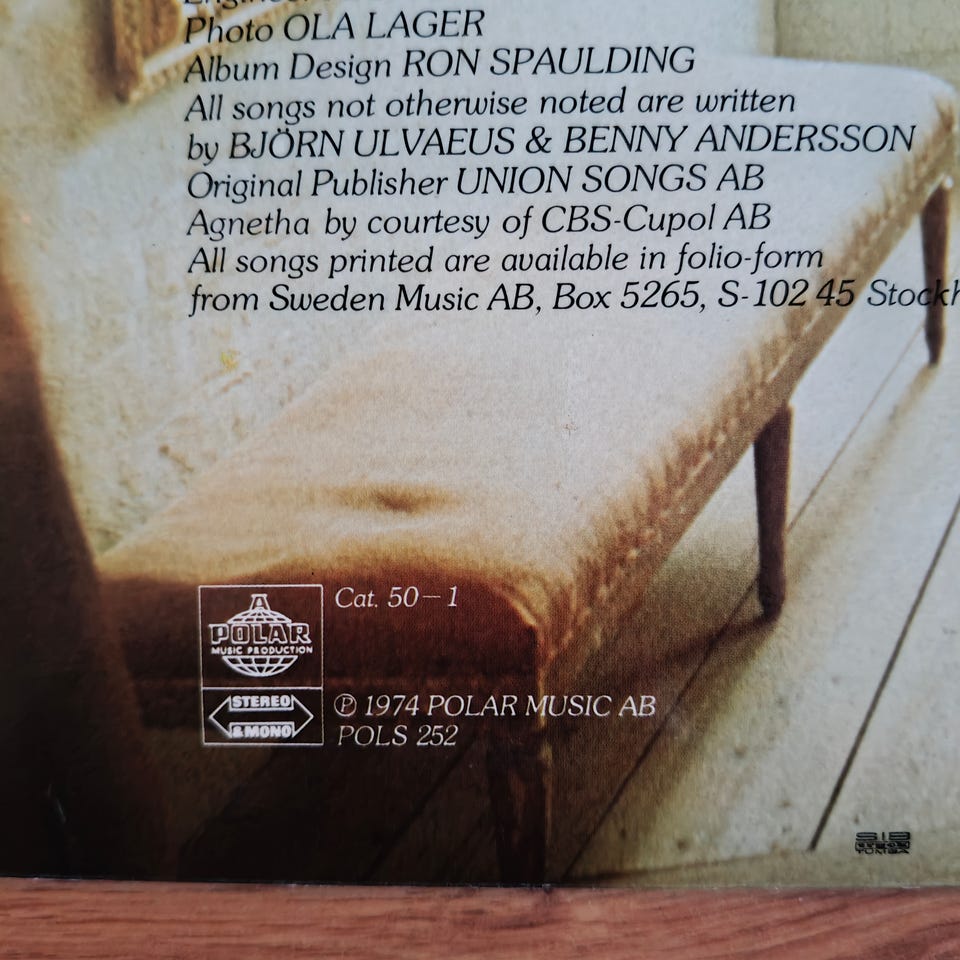 Photo OLA LAGER
Album Design RON SPAULDING
All songs not otherwise noted are written
by BJÖRN ULVAEUS & BENNY ANDERSSON
Original Publisher UNION SONGS AB
Agnetha by courtesy of CBS-Cupol AB
All songs printed are available in folio-form
from Sweden Music AB, Box 5265, S-102 45 Stockh
Cat. 50–1
POLAR
MUSIC PRODUCTION
STEREO
& MONO
Ⓟ 1974 POLAR MUSIC AB
POLS 252
SIB
TUMBA